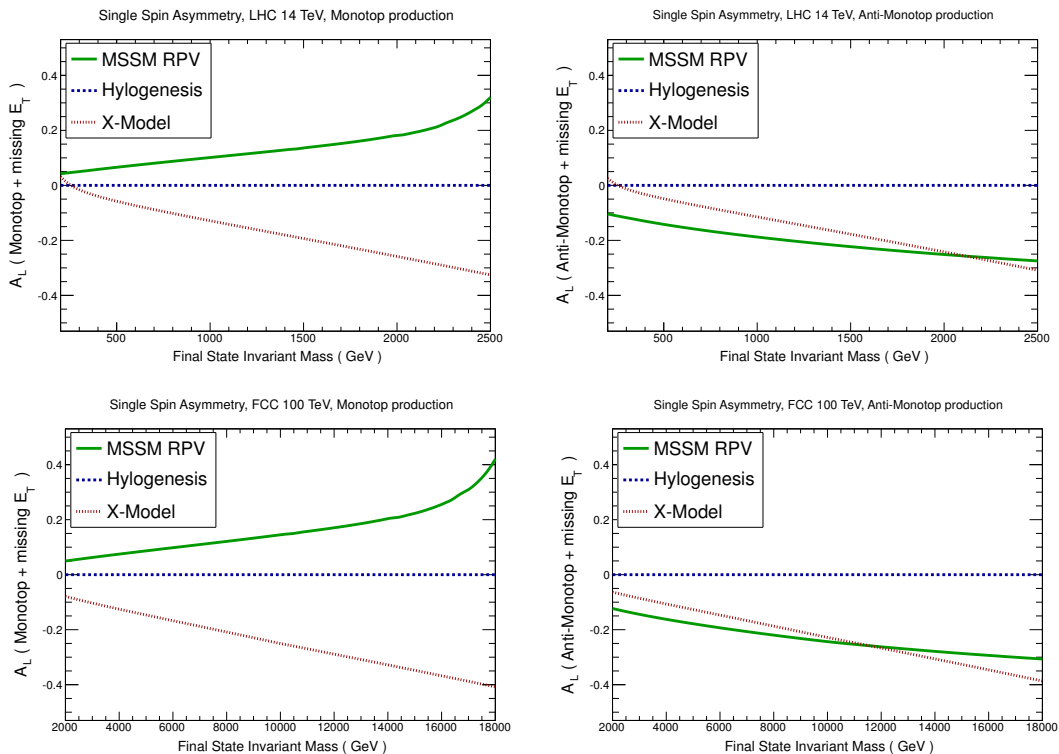 Single Spin Asymmetry, LHC 14 TeV, Monotop production
A_L ( Monotop + missing E_T )
0.4
0.2
0
-0.2
-0.4
MSSM RPV
Hylogenesis
X-Model
500 1000 1500 2000 2500
Final State Invariant Mass ( GeV )
Single Spin Asymmetry, LHC 14 TeV, Anti-Monotop production
A_L ( Anti-Monotop + missing E_T )
0.4
0.2
0
-0.2
-0.4
MSSM RPV
Hylogenesis
X-Model
500 1000 1500 2000 2500
Final State Invariant Mass ( GeV )
Single Spin Asymmetry, FCC 100 TeV, Monotop production
A_L ( Monotop + missing E_T )
0.4
0.2
0
-0.2
-0.4
MSSM RPV
Hylogenesis
X-Model
2000 4000 6000 8000 10000 12000 14000 16000 18000
Final State Invariant Mass ( GeV )
Single Spin Asymmetry, FCC 100 TeV, Anti-Monotop production
A_L ( Anti-Monotop + missing E_T )
0.4
0.2
0
-0.2
-0.4
MSSM RPV
Hylogenesis
X-Model
2000 4000 6000 8000 10000 12000 14000 16000 18000
Final State Invariant Mass ( GeV )